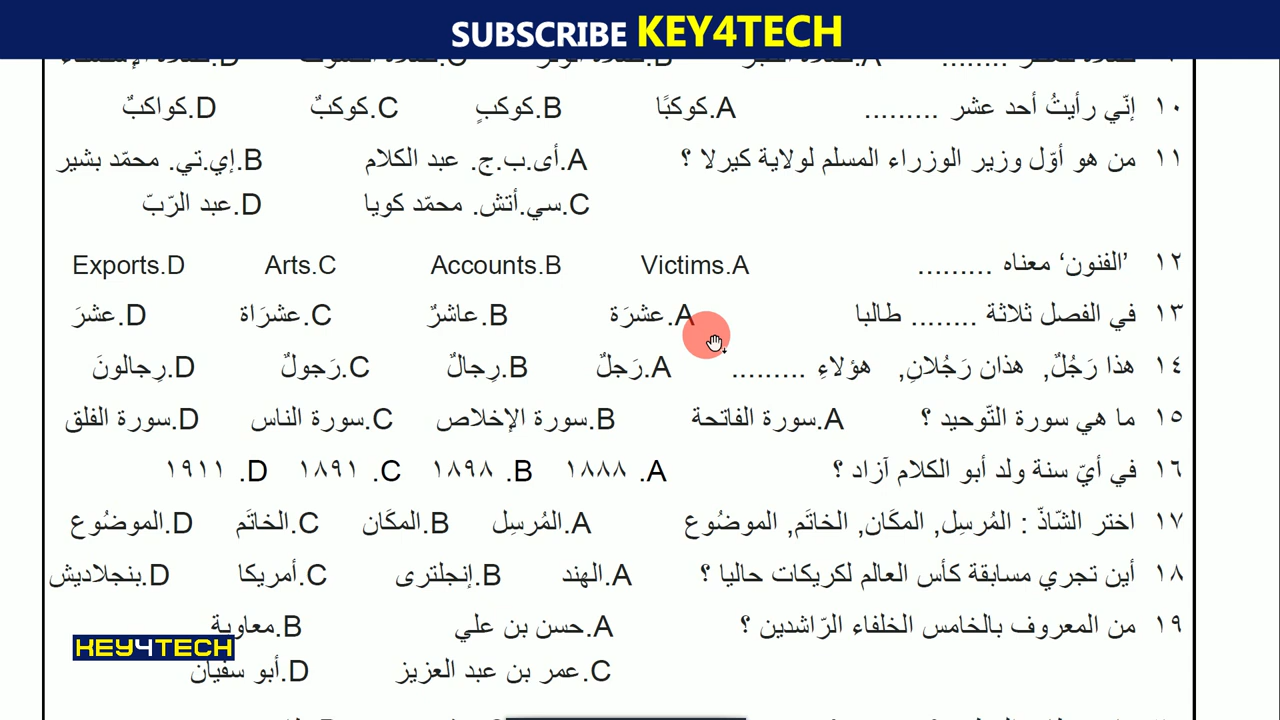 SUBSCRIBE KEY4TECH
١٠ إنّي رأيتُ أحد عشر ......... A.كوكبًا B.كوكبٍ C.كوكبٌ D.كواكبٌ
١١ من هو أوّل وزير الوزراء المسلم لولاية كيرلا ؟ A.أى.ب.ج. عبد الكلام B.إي.تي. محمّد بشير
C.سي.أتش. محمّد كويا D.عبد الرّبّ
١٢ ’الفنون‘ معناه ......... Victims.A Accounts.B Arts.C Exports.D
١٣ في الفصل ثلاثة ........ طالبا A.عشرَة B.عاشرٌ C.عشرَاة D.عشرَ
١٤ هذا رَجُلٌ, هذان رَجُلانِ, هؤلاءِ ......... A.رَجلٌ B.رِجالٌ C.رَجولٌ D.رِجالونَ
١٥ ما هي سورة التّوحيد ؟ A.سورة الفاتحة B.سورة الإخلاص C.سورة الناس D.سورة الفلق
١٦ في أيّ سنة ولد أبو الكلام آزاد ؟ A. ١٨٨٨ B. ١٨٩٨ C. ١٨٩١ D. ١٩١١
١٧ اختر الشّاذّ : المُرسِل, المكَان, الخاتَم, الموضُوع A.المُرسِل B.المكَان C.الخاتَم D.الموضُوع
١٨ أين تجري مسابقة كأس العالم لكريكات حاليا ؟ A.الهند B.إنجلترى C.أمريكا D.بنجلاديش
١٩ من المعروف بالخامس الخلفاء الرّاشدين ؟ A.حسن بن علي B.معاوية
KEY4TECH
C.عمر بن عبد العزيز D.أبو سفيان